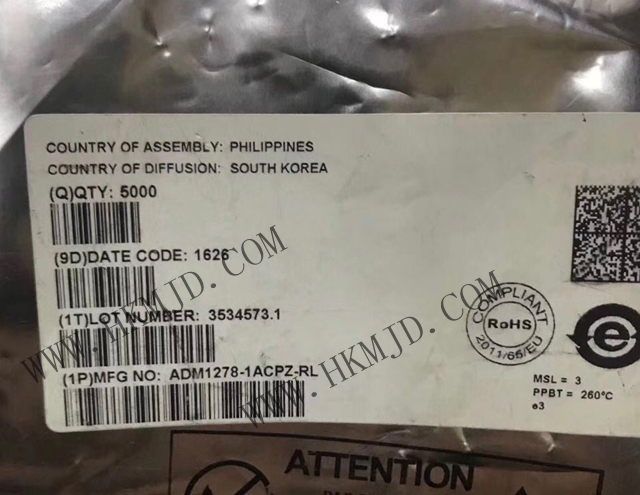 COUNTRY OF ASSEMBLY: PHILIPPINES
COUNTRY OF DIFFUSION: SOUTH KOREA
(Q)QTY: 5000
(9D)DATE CODE: 1626
(1T)LOT NUMBER: 3534573.1
(1P)MFG NO: ADM1278-1ACPZ-RL
COMPLIANT
RoHS
2011/65/EU
e
MSL = 3
PPBT = 260°C
e3
WWW.HKMJD.COM
WWW.HKMJD.COM
ATTENTION